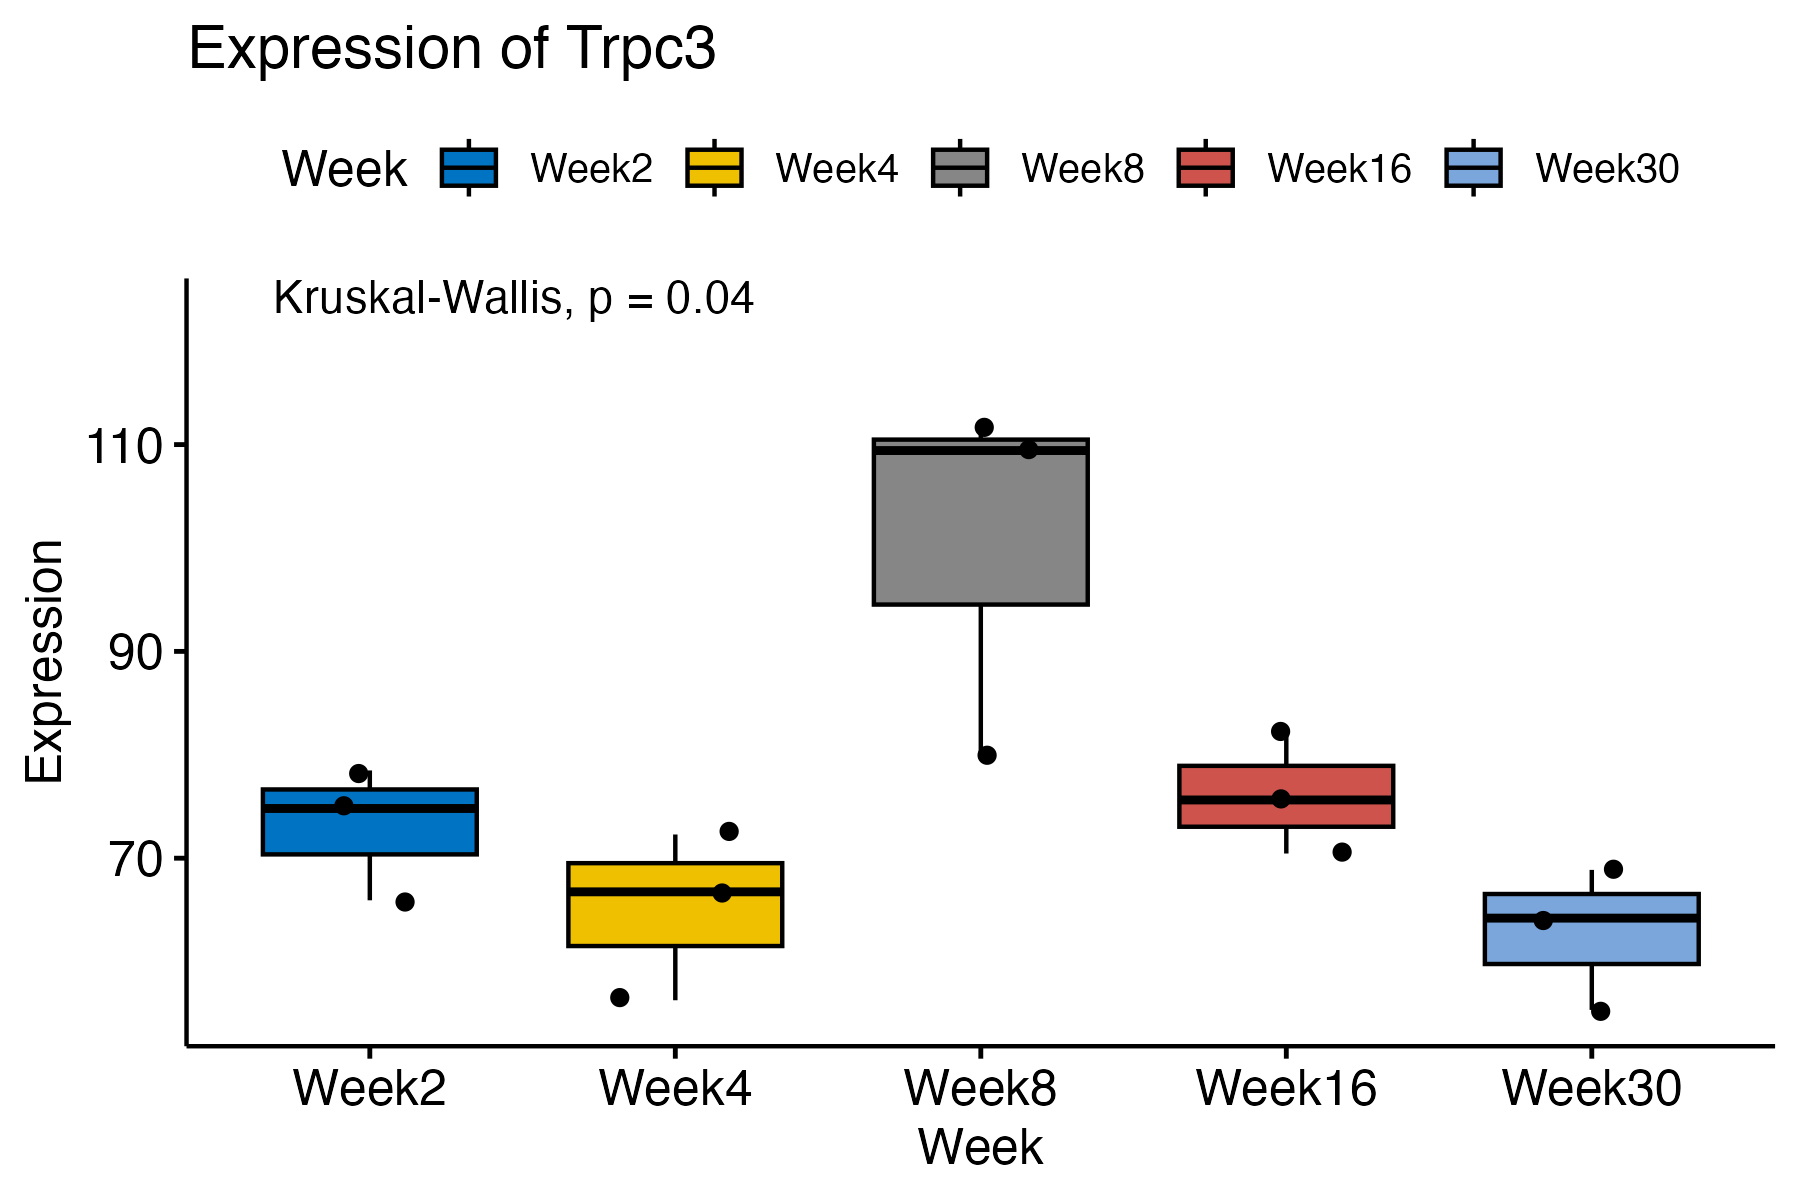 Expression of Trpc3
Week Week2 Week4 Week8 Week16 Week30
Kruskal-Wallis, p = 0.04
110
90
70
Expression
Week2 Week4 Week8 Week16 Week30
Week